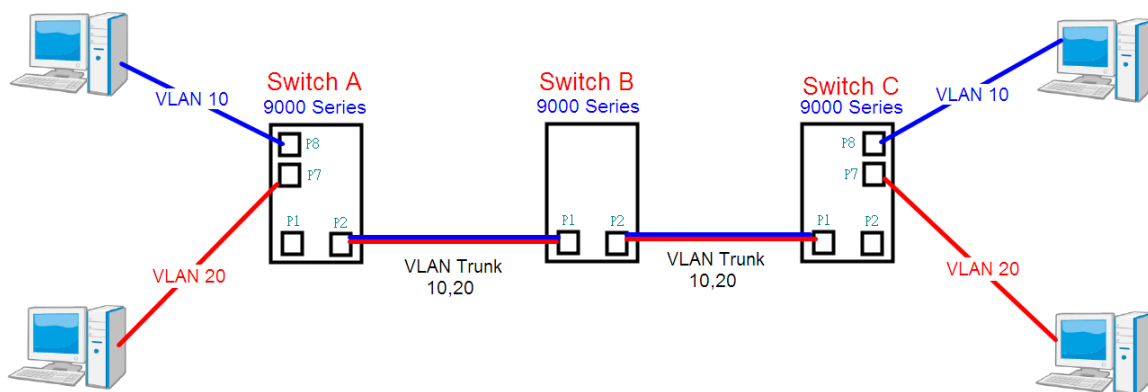 VLAN 10
Switch A
9000 Series
P8
P7
P1
P2
VLAN 20
VLAN Trunk
10,20
Switch B
9000 Series
P1
P2
VLAN Trunk
10,20
Switch C
9000 Series
P8
P7
P1
P2
VLAN 10
VLAN 20